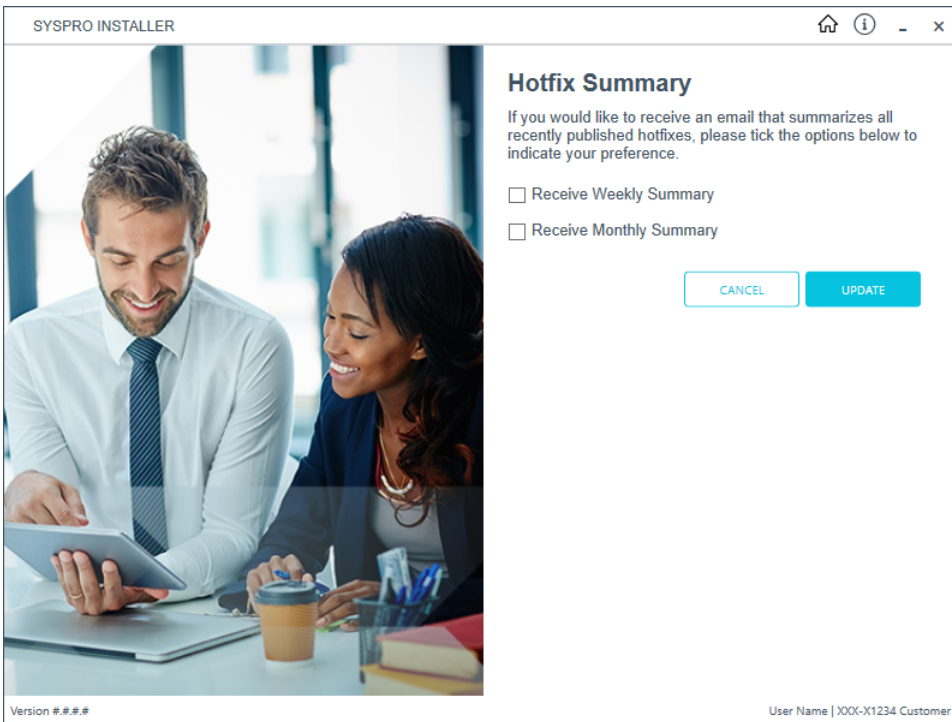 SYSPRO INSTALLER
Hotfix Summary
If you would like to receive an email that summarizes all
recently published hotfixes, please tick the options below to
indicate your preference.
Receive Weekly Summary
Receive Monthly Summary
CANCEL
UPDATE
Version #.#.#.#
User Name | XXX-X1234 Customer